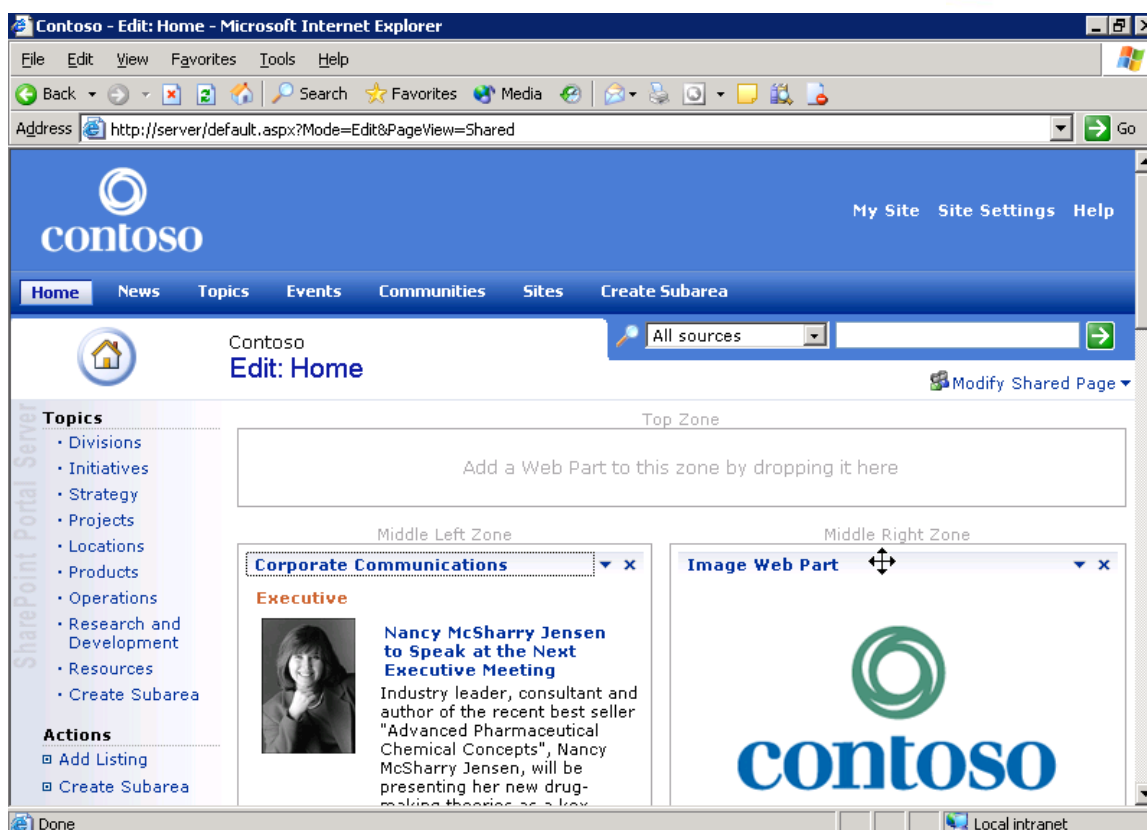 Contoso - Edit: Home - Microsoft Internet Explorer
File Edit View Favorites Tools Help
Back Search Favorites Media
Address http://server/default.aspx?Mode=Edit&PageView=Shared Go
contoso
My Site Site Settings Help
Home News Topics Events Communities Sites Create Subarea
All sources
Contoso
Edit: Home
Modify Shared Page
SharePoint Portal Server
Topics
Divisions
Initiatives
Strategy
Projects
Locations
Products
Operations
Research and
Development
Resources
Create Subarea
Actions
Add Listing
Create Subarea
Top Zone
Add a Web Part to this zone by dropping it here
Middle Left Zone
Corporate Communications
Executive
Nancy McSharry Jensen
to Speak at the Next
Executive Meeting
Industry leader, consultant and
author of the recent best seller
"Advanced Pharmaceutical
Chemical Concepts", Nancy
McSharry Jensen, will be
presenting her new drug-
making theories as a key
Middle Right Zone
Image Web Part
contoso
Done Local intranet